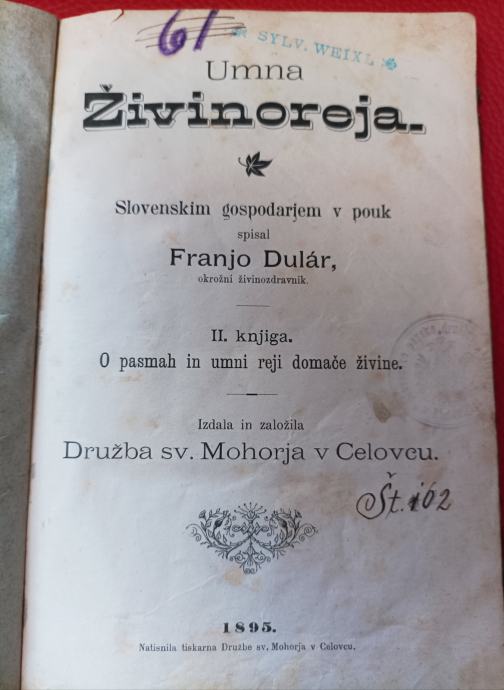 61
SYLV. WEIXL
Umna
Živinoreja.
Slovenskim gospodarjem v pouk
spisal
Franjo Dulár,
okrožni živinozdravnik.
II. knjiga.
O pasmah in umni reji domače živine.
Izdala in založila
Družba sv. Mohorja v Celovcu.
Št. 162
1895.
Natisnila tiskarna Družbe sv. Mohorja v Celovcu.